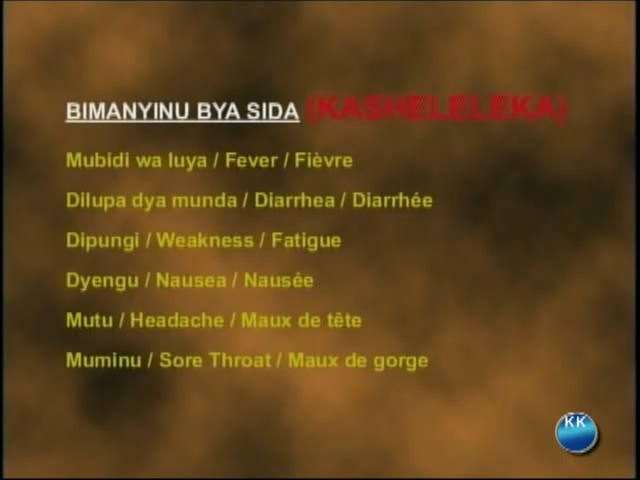 BIMANYINU BYA SIDA (KASHELELEKA)
Mubidi wa luya / Fever / Fièvre
Dilupa dya munda / Diarrhea / Diarrhée
Dipungi / Weakness / Fatigue
Dyengu / Nausea / Nausée
Mutu / Headache / Maux de tête
Muminu / Sore Throat / Maux de gorge
KK